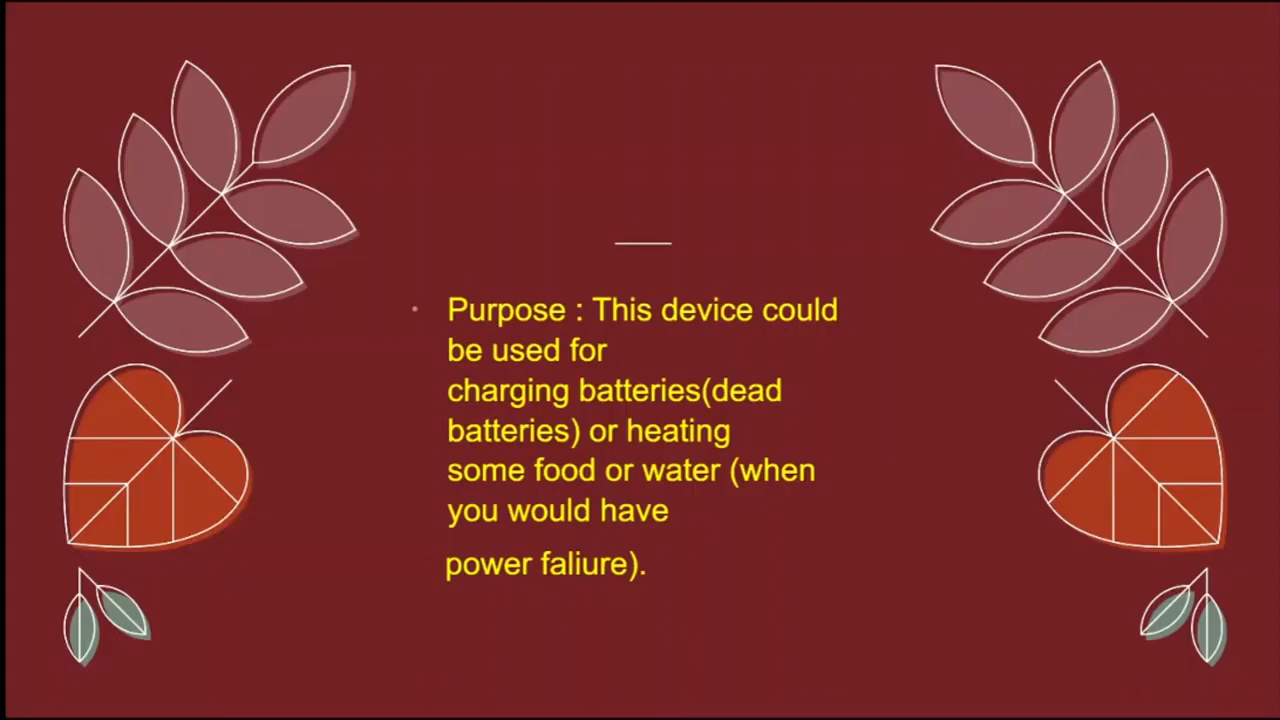 Purpose : This device could
be used for
charging batteries(dead
batteries) or heating
some food or water (when
you would have
power faliure).